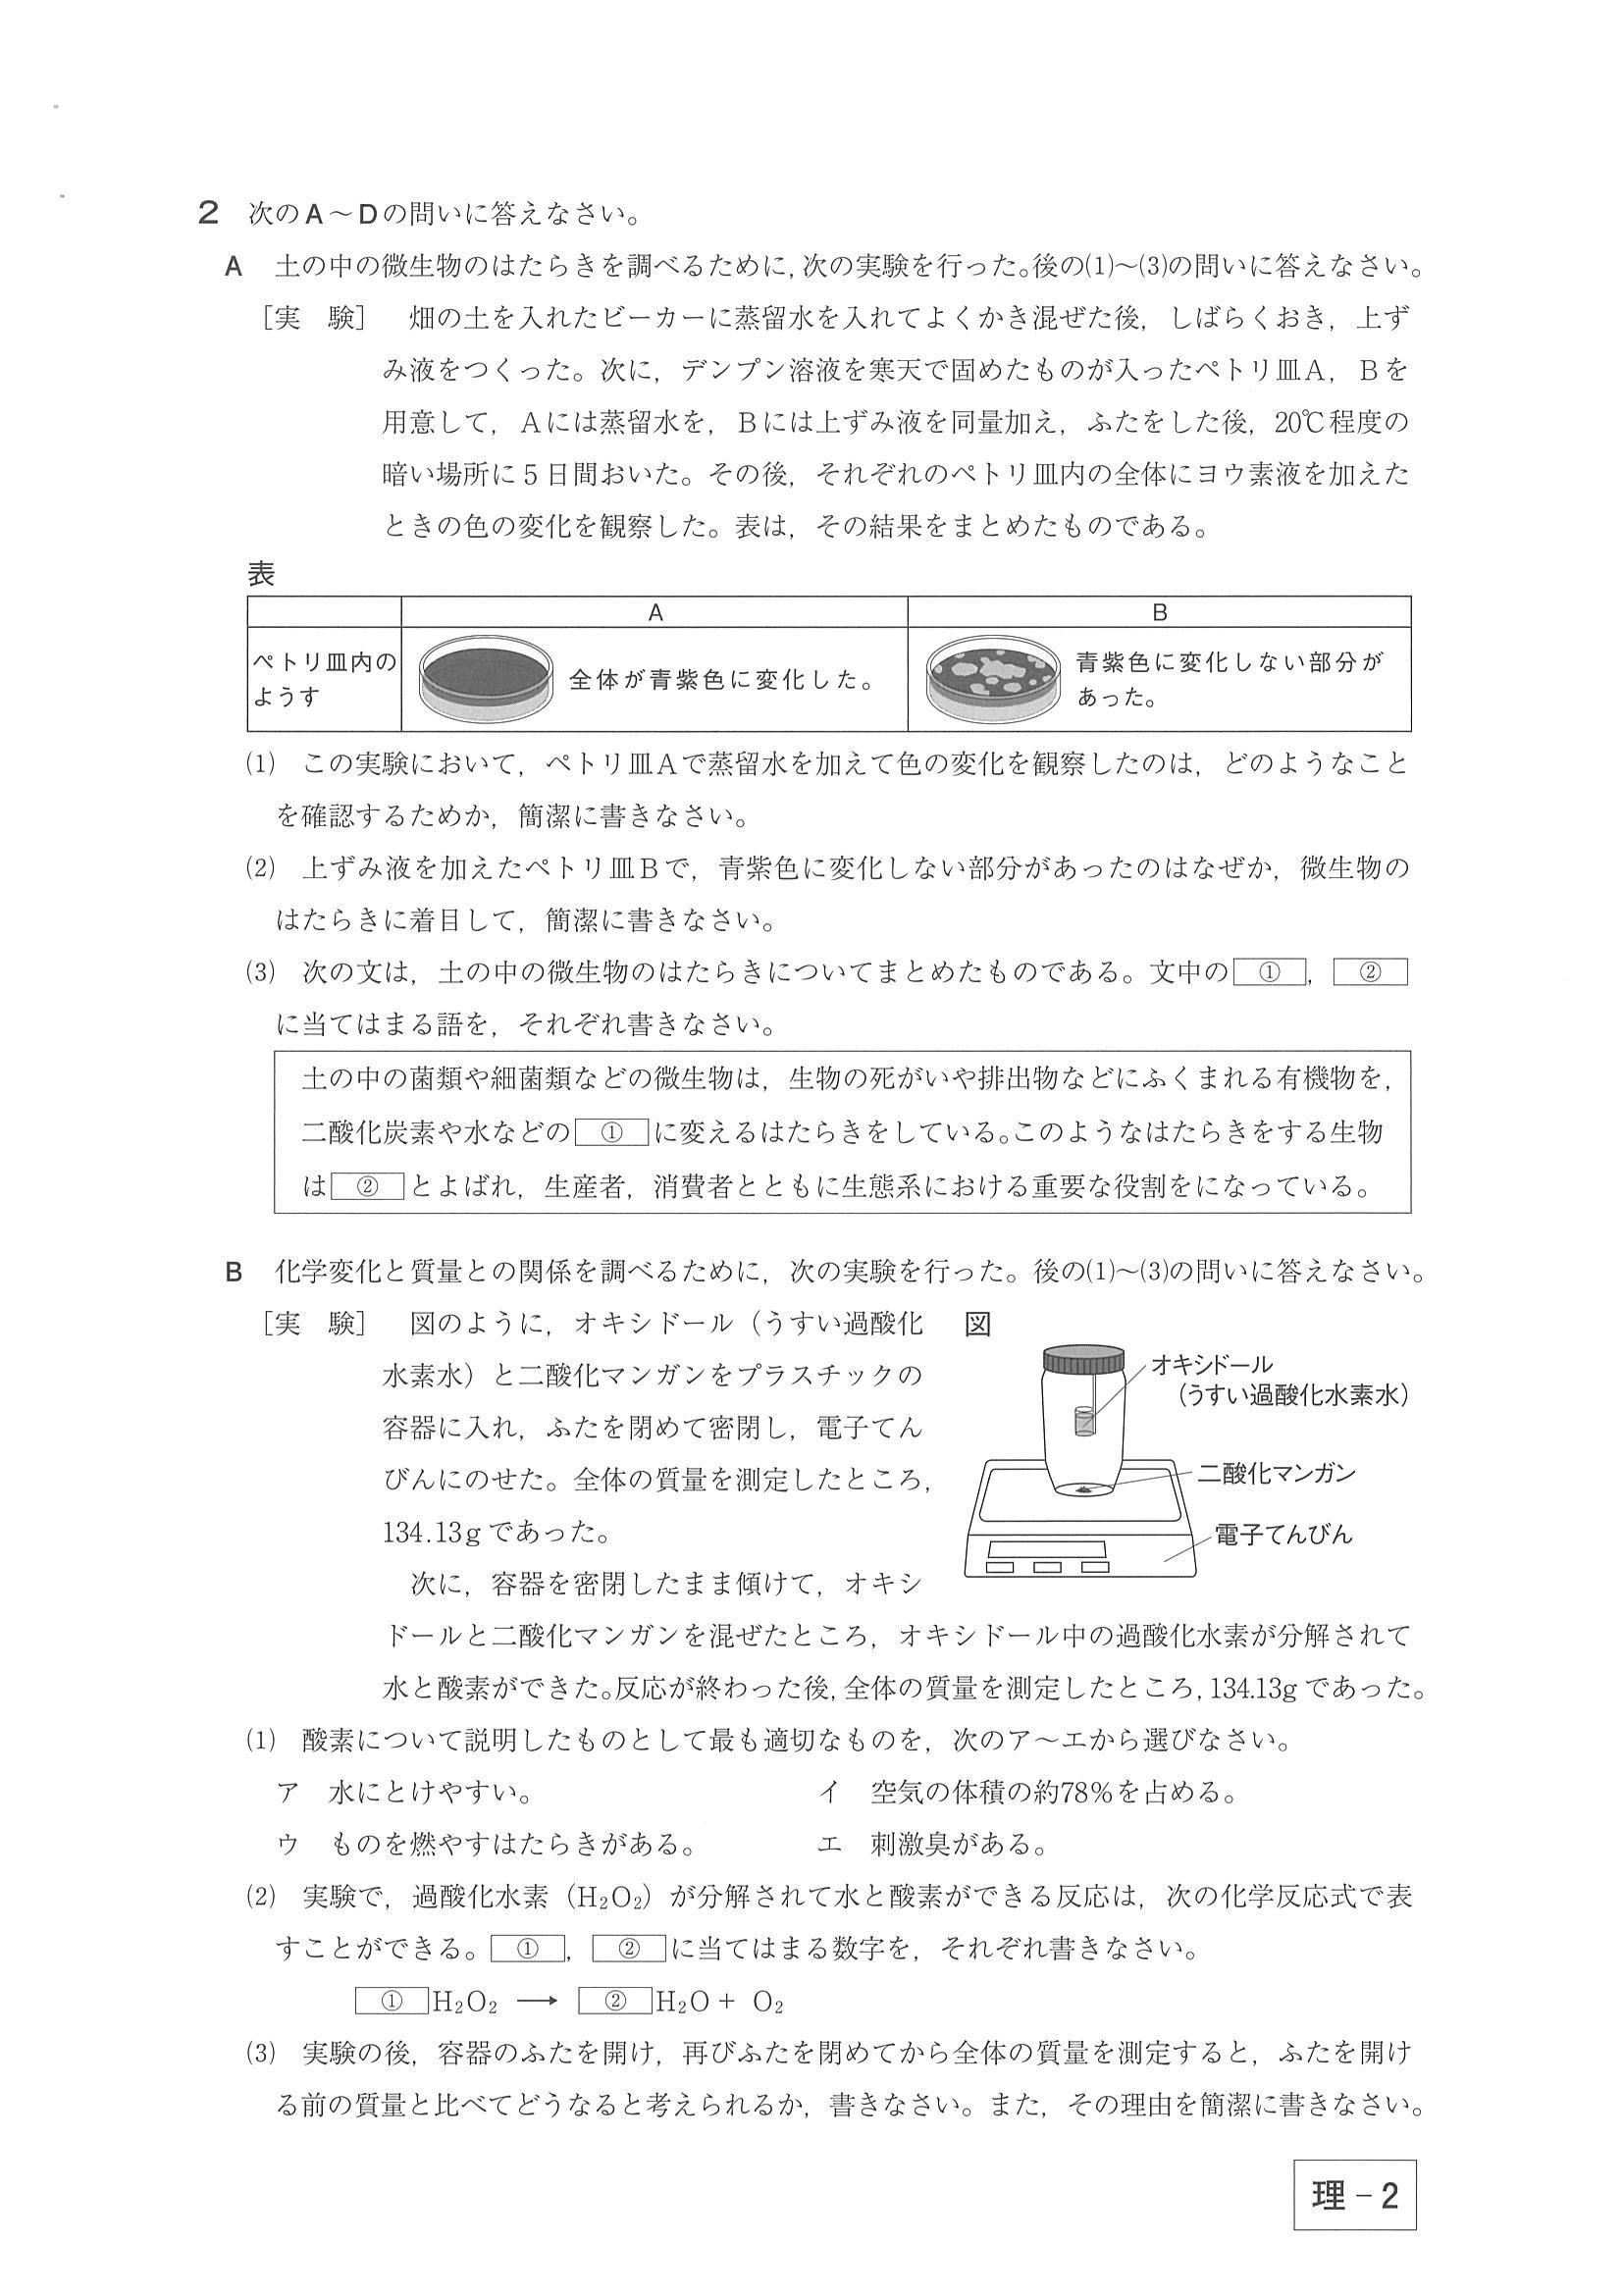 2 次のA～Dの問いに答えなさい。
A 土の中の微生物のはたらきを調べるために，次の実験を行った。後の⑴～⑶の問いに答えなさい。
［実　験］　畑の土を入れたビーカーに蒸留水を入れてよくかき混ぜた後，しばらくおき，上ず
み液をつくった。次に，デンプン溶液を寒天で固めたものが入ったペトリ皿A，Bを
用意して，Aには蒸留水を，Bには上ずみ液を同量加え，ふたをした後，20℃程度の
暗い場所に５日間おいた。その後，それぞれのペトリ皿内の全体にヨウ素液を加えた
ときの色の変化を観察した。表は，その結果をまとめたものである。
表
A B
ペトリ皿内の
ようす
全体が青紫色に変化した。
青紫色に変化しない部分が
あった。
⑴　この実験において，ペトリ皿Aで蒸留水を加えて色の変化を観察したのは，どのようなこと
を確認するためか，簡潔に書きなさい。
⑵　上ずみ液を加えたペトリ皿Bで，青紫色に変化しない部分があったのはなぜか，微生物の
はたらきに着目して，簡潔に書きなさい。
⑶　次の文は，土の中の微生物のはたらきについてまとめたものである。文中の ① ， ②
に当てはまる語を，それぞれ書きなさい。
土の中の菌類や細菌類などの微生物は，生物の死がいや排出物などにふくまれる有機物を，
二酸化炭素や水などの ① に変えるはたらきをしている。このようなはたらきをする生物
は ② とよばれ，生産者，消費者とともに生態系における重要な役割をになっている。
B 化学変化と質量との関係を調べるために，次の実験を行った。後の⑴～⑶の問いに答えなさい。
［実　験］　図のように，オキシドール（うすい過酸化
水素水）と二酸化マンガンをプラスチックの
容器に入れ，ふたを閉めて密閉し，電子てん
びんにのせた。全体の質量を測定したところ，
134.13g であった。
次に，容器を密閉したまま傾けて，オキシ
図
オキシドール
（うすい過酸化水素水）
二酸化マンガン
電子てんびん
ドールと二酸化マンガンを混ぜたところ，オキシドール中の過酸化水素が分解されて
水と酸素ができた。反応が終わった後，全体の質量を測定したところ，134.13g であった。
⑴　酸素について説明したものとして最も適切なものを，次のア～エから選びなさい。
ア　水にとけやすい。　イ　空気の体積の約78％を占める。
ウ　ものを燃やすはたらきがある。　エ　刺激臭がある。
⑵　実験で，過酸化水素（H₂O₂）が分解されて水と酸素ができる反応は，次の化学反応式で表
すことができる。 ① ， ② に当てはまる数字を，それぞれ書きなさい。
① H₂O₂ ⟶ ② H₂O + O₂
⑶　実験の後，容器のふたを開け，再びふたを閉めてから全体の質量を測定すると，ふたを開け
る前の質量と比べてどうなると考えられるか，書きなさい。また，その理由を簡潔に書きなさい。
理－2